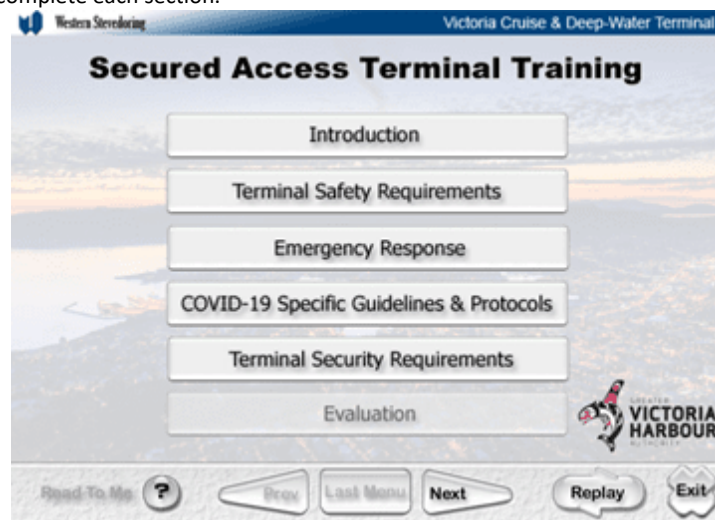 complete each section.
Western Stevedoring
Victoria Cruise & Deep-Water Terminal
Secured Access Terminal Training
Introduction
Terminal Safety Requirements
Emergency Response
COVID-19 Specific Guidelines & Protocols
Terminal Security Requirements
Evaluation
GREATER
VICTORIA
HARBOUR
AUTHORITY
Read To Me ? Prev Last Menu Next Replay Exit